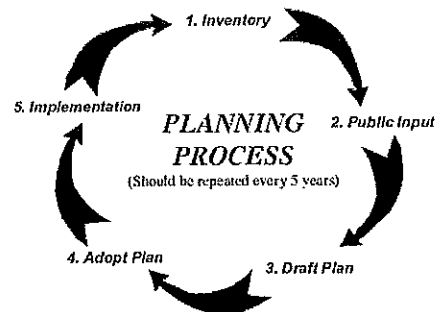 1. Inventory
5. Implementation
2. Public Input
PLANNING
PROCESS
(Should be repeated every 5 years)
4. Adopt Plan
3. Draft Plan